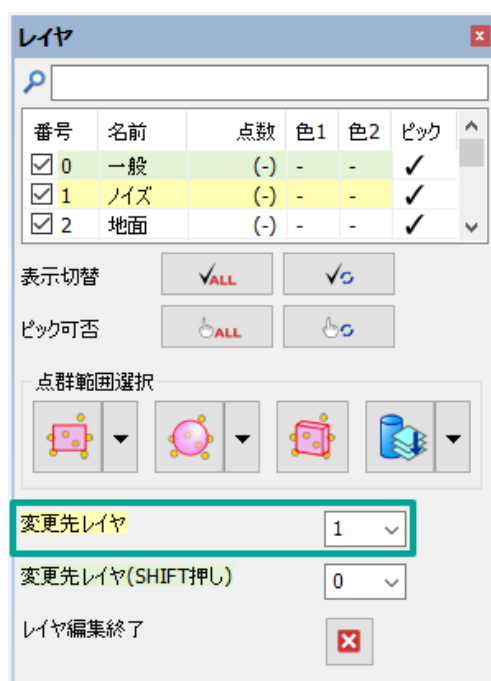 レイヤ
番号 名前 点数 色1 色2 ピック
0 一般 (-) - -
1 ノイズ (-) - -
2 地面 (-) - -
表示切替 ALL
ピック可否 ALL
点群範囲選択
変更先レイヤ 1
変更先レイヤ(SHIFT押し) 0
レイヤ編集終了